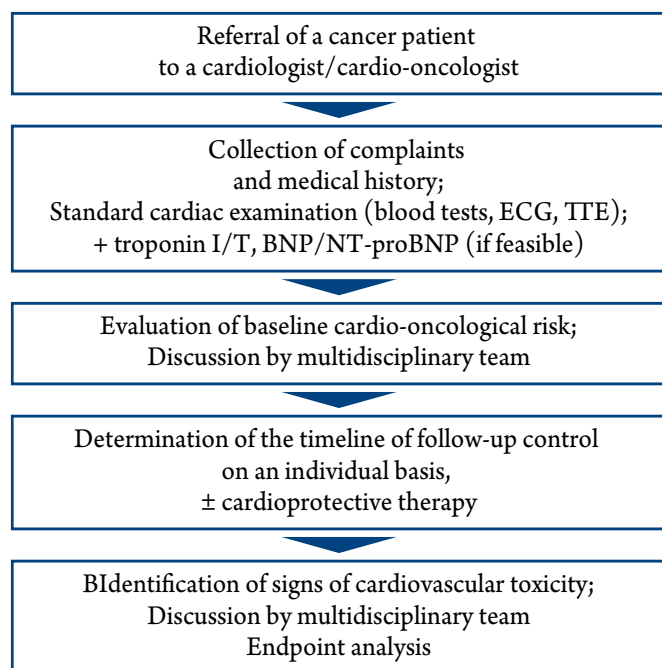 Referral of a cancer patient
to a cardiologist/cardio-oncologist
Collection of complaints
and medical history;
Standard cardiac examination (blood tests, ECG, TTE);
+ troponin I/T, BNP/NT-proBNP (if feasible)
Evaluation of baseline cardio-oncological risk;
Discussion by multidisciplinary team
Determination of the timeline of follow-up control
on an individual basis,
± cardioprotective therapy
BIdentification of signs of cardiovascular toxicity;
Discussion by multidisciplinary team
Endpoint analysis